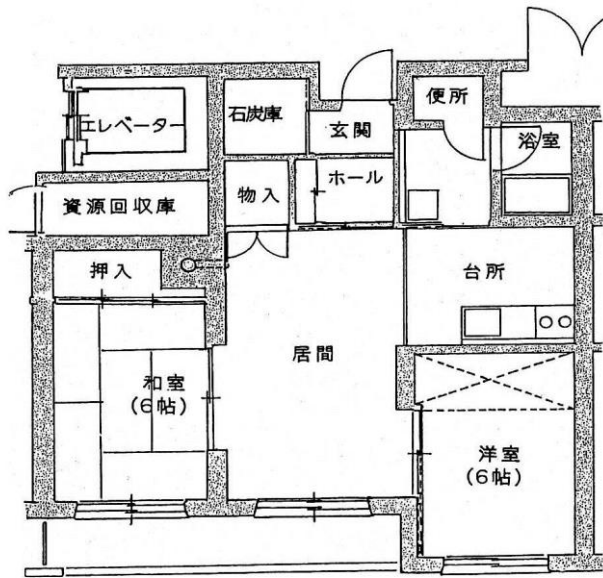 エレベーター
石炭庫
玄関
便所
浴室
資源回収庫
物入
ホール
押入
台所
居間
和室
(6帖)
洋室
(6帖)